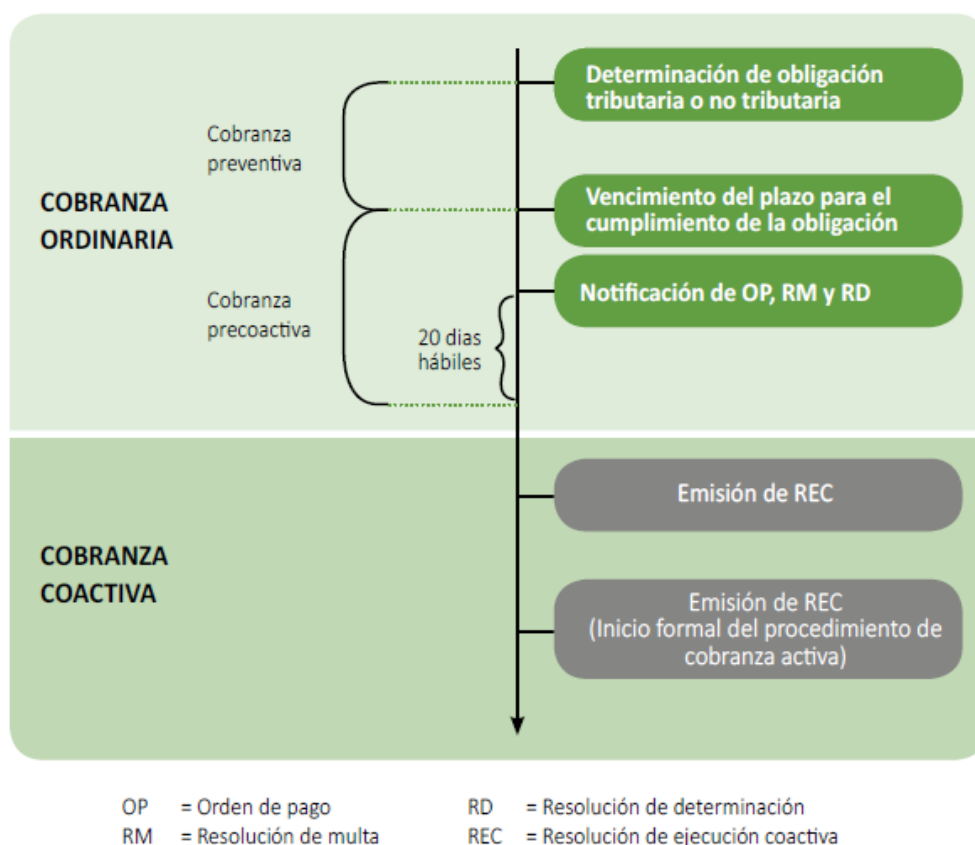 Determinación de obligación
tributaria o no tributaria
Cobranza
preventiva
COBRANZA
ORDINARIA
Vencimiento del plazo para el
cumplimiento de la obligación
Notificación de OP, RM y RD
Cobranza
precoactiva
20 dias
hábiles
COBRANZA
COACTIVA
Emisión de REC
Emisión de REC
(Inicio formal del procedimiento de
cobranza activa)
OP = Orden de pago RD = Resolución de determinación
RM = Resolución de multa REC = Resolución de ejecución coactiva